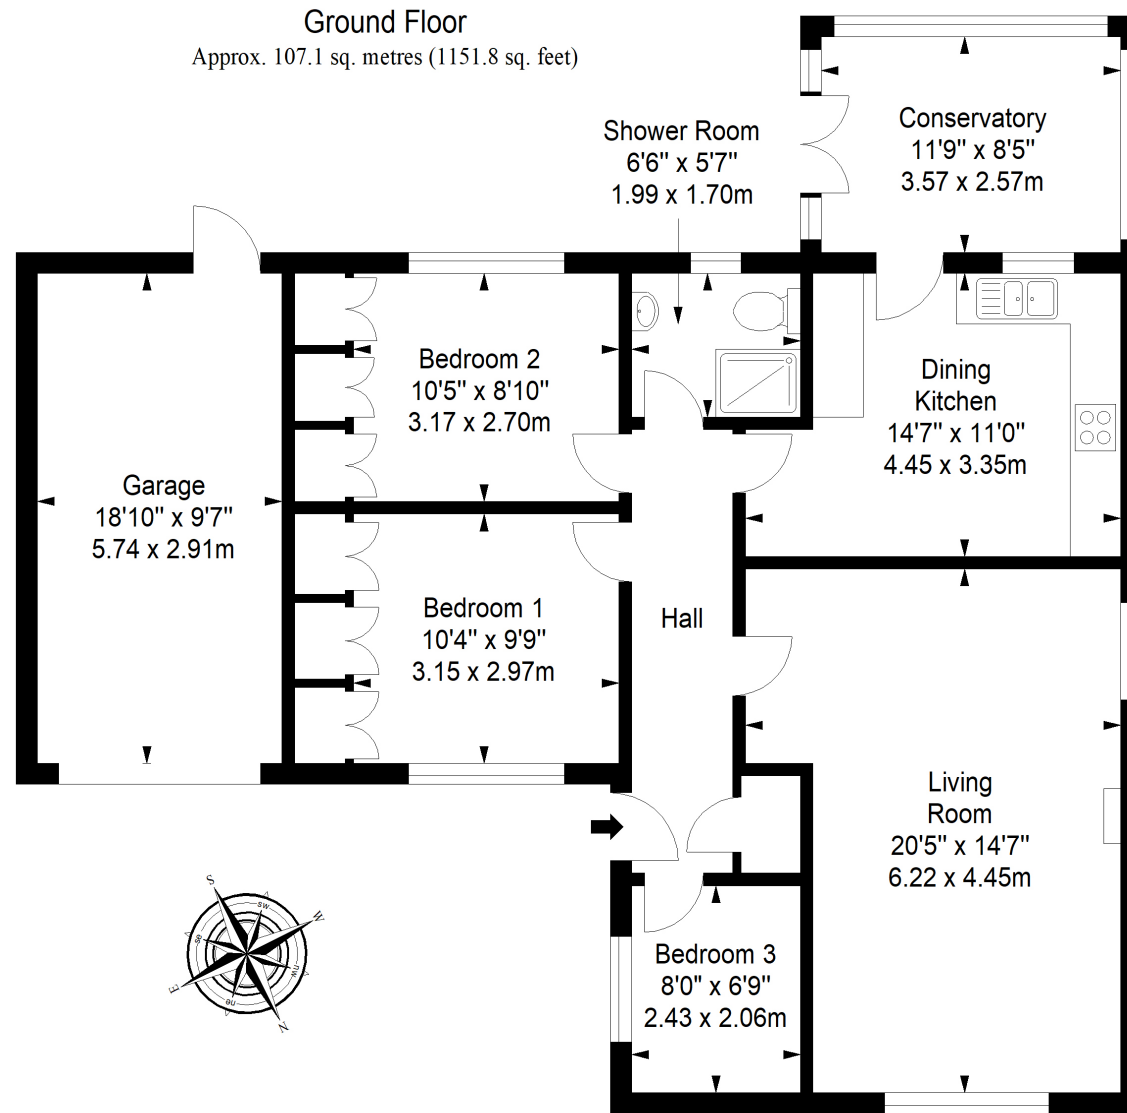 Ground Floor
Approx. 107.1 sq. metres (1151.8 sq. feet)
Shower Room
6'6" x 5'7"
1.99 x 1.70m
Conservatory
11'9" x 8'5"
3.57 x 2.57m
Bedroom 2
10'5" x 8'10"
3.17 x 2.70m
Dining
Kitchen
14'7" x 11'0"
4.45 x 3.35m
Garage
18'10" x 9'7"
5.74 x 2.91m
Bedroom 1
10'4" x 9'9"
3.15 x 2.97m
Hall
Living
Room
20'5" x 14'7"
6.22 x 4.45m
Bedroom 3
8'0" x 6'9"
2.43 x 2.06m
S
sw
W
se
nw
E
ne
N